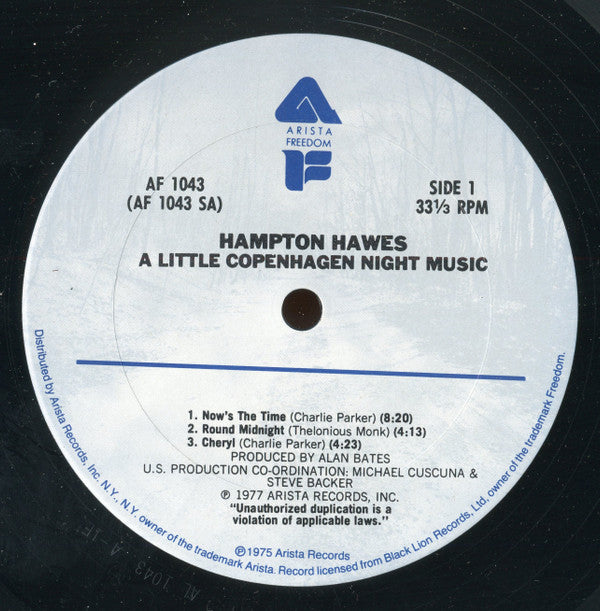 ARISTA
FREEDOM
AF 1043
(AF 1043 SA)
SIDE 1
33⅓ RPM
HAMPTON HAWES
A LITTLE COPENHAGEN NIGHT MUSIC
1. Now's The Time (Charlie Parker) (8:20)
2. Round Midnight (Thelonious Monk) (4:13)
3. Cheryl (Charlie Parker) (4:23)
PRODUCED BY ALAN BATES
U.S. PRODUCTION CO-ORDINATION: MICHAEL CUSCUNA &
STEVE BACKER
℗ 1977 ARISTA RECORDS, INC.
"Unauthorized duplication is a
violation of applicable laws."
Distributed by Arista Records, Inc. N.Y., N.Y. owner of the trademark Arista. Record licensed from Black Lion Records, Ltd. owner of the trademark Freedom.
℗1975 Arista Records